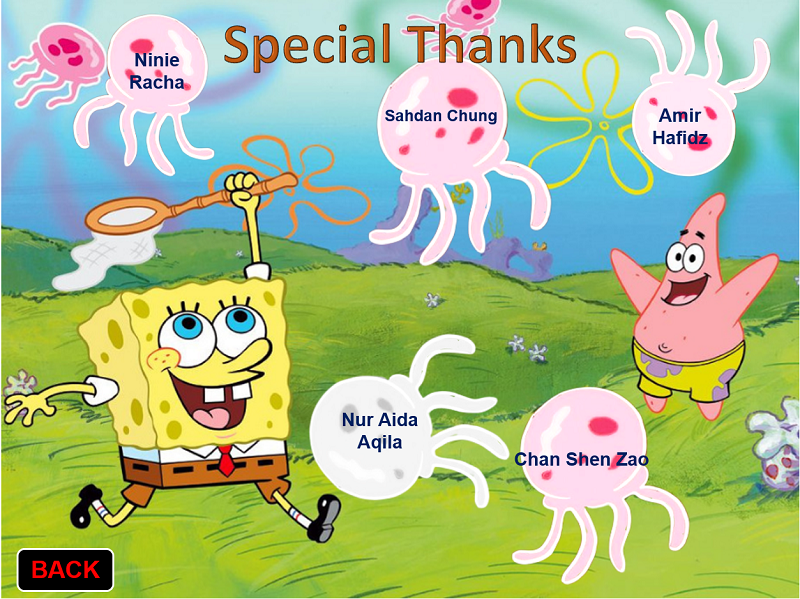 Special Thanks
Ninie
Racha
Sahdan Chung
Amir
Hafidz
Nur Aida
Aqila
Chan Shen Zao
BACK